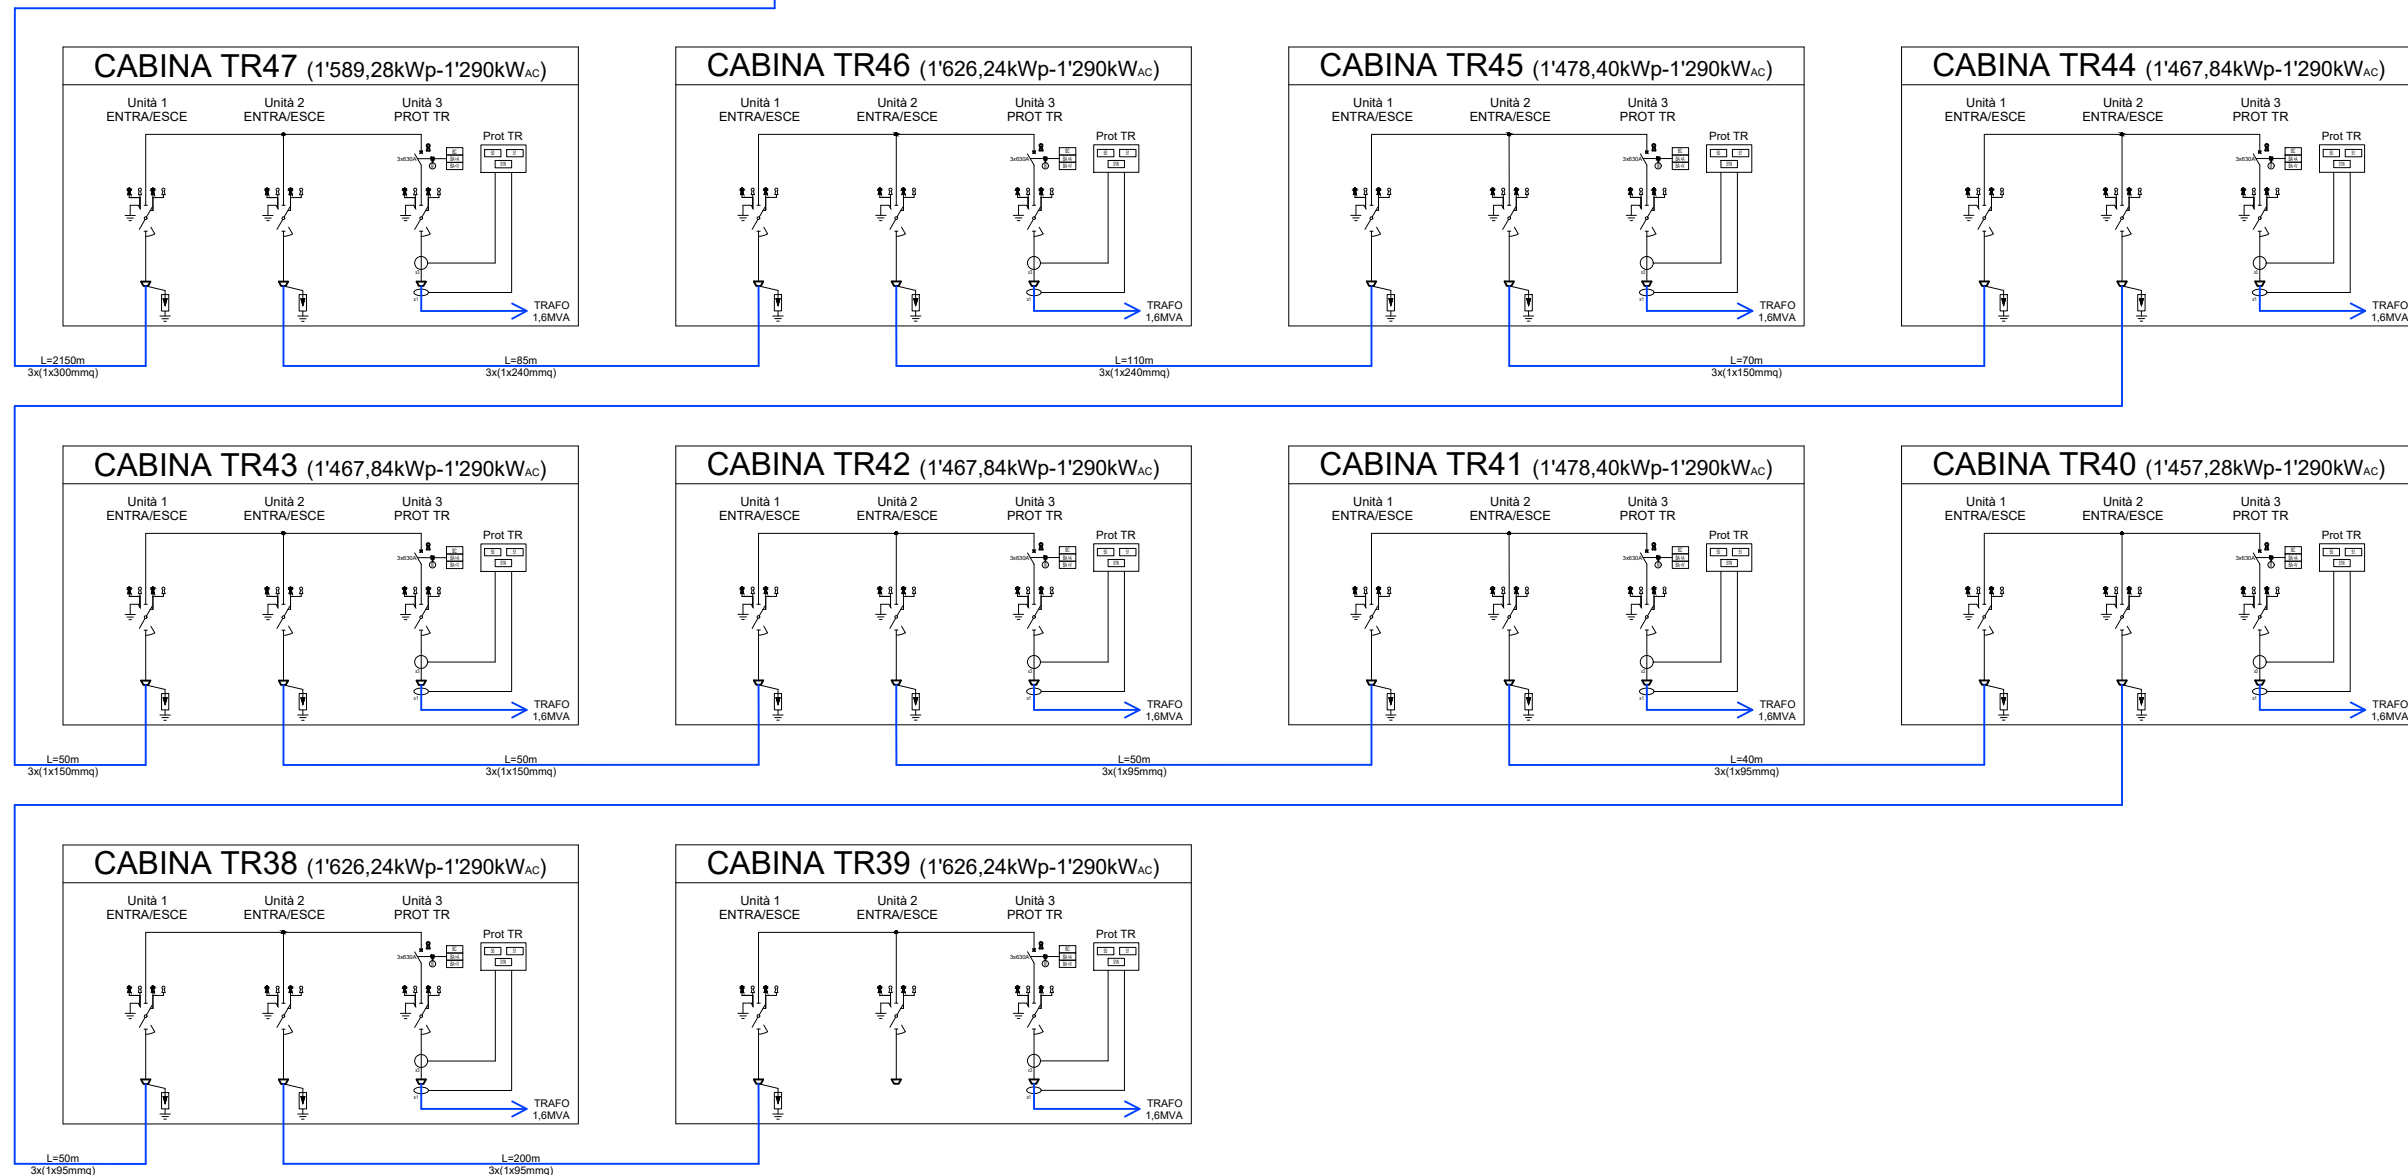 CABINA TR47 (1'589,28kWp-1'290kWAC)
Unità 1
ENTRA/ESCE
Unità 2
ENTRA/ESCE
Unità 3
PROT TR
Prot TR
3x630A
TRAFO
1,6MVA
CABINA TR46 (1'626,24kWp-1'290kWAC)
Unità 1
ENTRA/ESCE
Unità 2
ENTRA/ESCE
Unità 3
PROT TR
Prot TR
3x630A
TRAFO
1,6MVA
CABINA TR45 (1'478,40kWp-1'290kWAC)
Unità 1
ENTRA/ESCE
Unità 2
ENTRA/ESCE
Unità 3
PROT TR
Prot TR
3x630A
TRAFO
1,6MVA
CABINA TR44 (1'467,84kWp-1'290kWAC)
Unità 1
ENTRA/ESCE
Unità 2
ENTRA/ESCE
Unità 3
PROT TR
Prot TR
3x630A
TRAFO
1,6MVA
L=2150m
3x(1x300mmq)
L=85m
3x(1x240mmq)
L=110m
3x(1x240mmq)
L=70m
3x(1x150mmq)
CABINA TR43 (1'467,84kWp-1'290kWAC)
Unità 1
ENTRA/ESCE
Unità 2
ENTRA/ESCE
Unità 3
PROT TR
Prot TR
3x630A
TRAFO
1,6MVA
CABINA TR42 (1'467,84kWp-1'290kWAC)
Unità 1
ENTRA/ESCE
Unità 2
ENTRA/ESCE
Unità 3
PROT TR
Prot TR
3x630A
TRAFO
1,6MVA
CABINA TR41 (1'478,40kWp-1'290kWAC)
Unità 1
ENTRA/ESCE
Unità 2
ENTRA/ESCE
Unità 3
PROT TR
Prot TR
3x630A
TRAFO
1,6MVA
CABINA TR40 (1'457,28kWp-1'290kWAC)
Unità 1
ENTRA/ESCE
Unità 2
ENTRA/ESCE
Unità 3
PROT TR
Prot TR
3x630A
TRAFO
1,6MVA
L=50m
3x(1x150mmq)
L=50m
3x(1x150mmq)
L=50m
3x(1x95mmq)
L=40m
3x(1x95mmq)
CABINA TR38 (1'626,24kWp-1'290kWAC)
Unità 1
ENTRA/ESCE
Unità 2
ENTRA/ESCE
Unità 3
PROT TR
Prot TR
3x630A
TRAFO
1,6MVA
CABINA TR39 (1'626,24kWp-1'290kWAC)
Unità 1
ENTRA/ESCE
Unità 2
ENTRA/ESCE
Unità 3
PROT TR
Prot TR
3x630A
TRAFO
1,6MVA
L=50m
3x(1x95mmq)
L=200m
3x(1x95mmq)